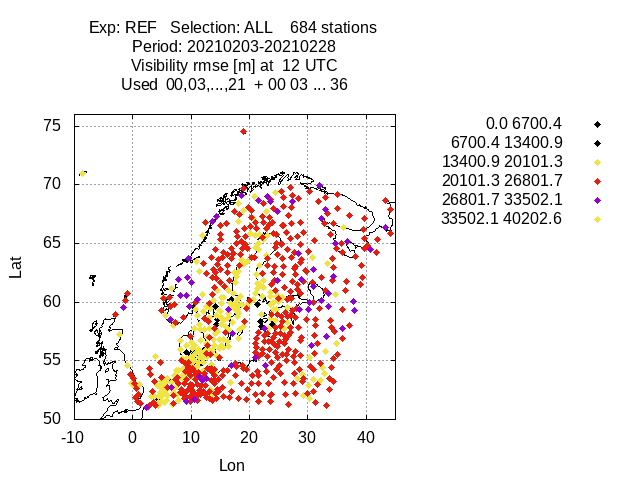 Exp: REF   Selection: ALL    684 stations
Period: 20210203-20210228
Visibility rmse [m] at  12 UTC
Used  00,03,...,21  + 00 03 ... 36
0.0 6700.4
6700.4 13400.9
13400.9 20101.3
20101.3 26801.7
26801.7 33502.1
33502.1 40202.6
75
70
65
60
55
50
Lat
-10 0 10 20 30 40
Lon